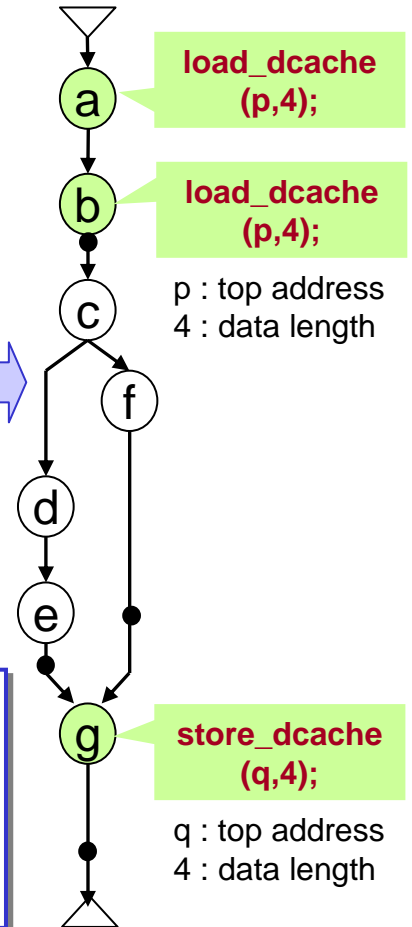 a
load_dcache
(p,4);
b
load_dcache
(p,4);
p : top address
4 : data length
c
f
d
e
g
store_dcache
(q,4);
q : top address
4 : data length